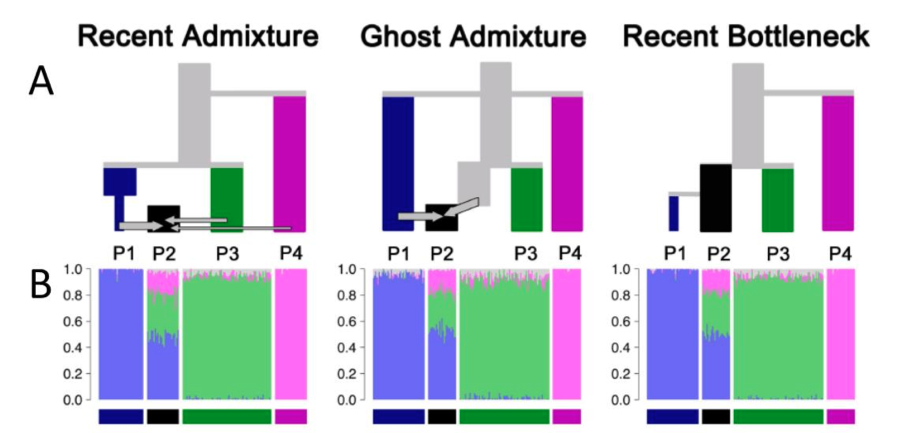 Recent Admixture Ghost Admixture Recent Bottleneck
A
P1 P2 P3 P4 P1 P2 P3 P4 P1 P2 P3 P4
B
1.0 1.0 1.0
0.8 0.8 0.8
0.6 0.6 0.6
0.4 0.4 0.4
0.2 0.2 0.2
0.0 0.0 0.0